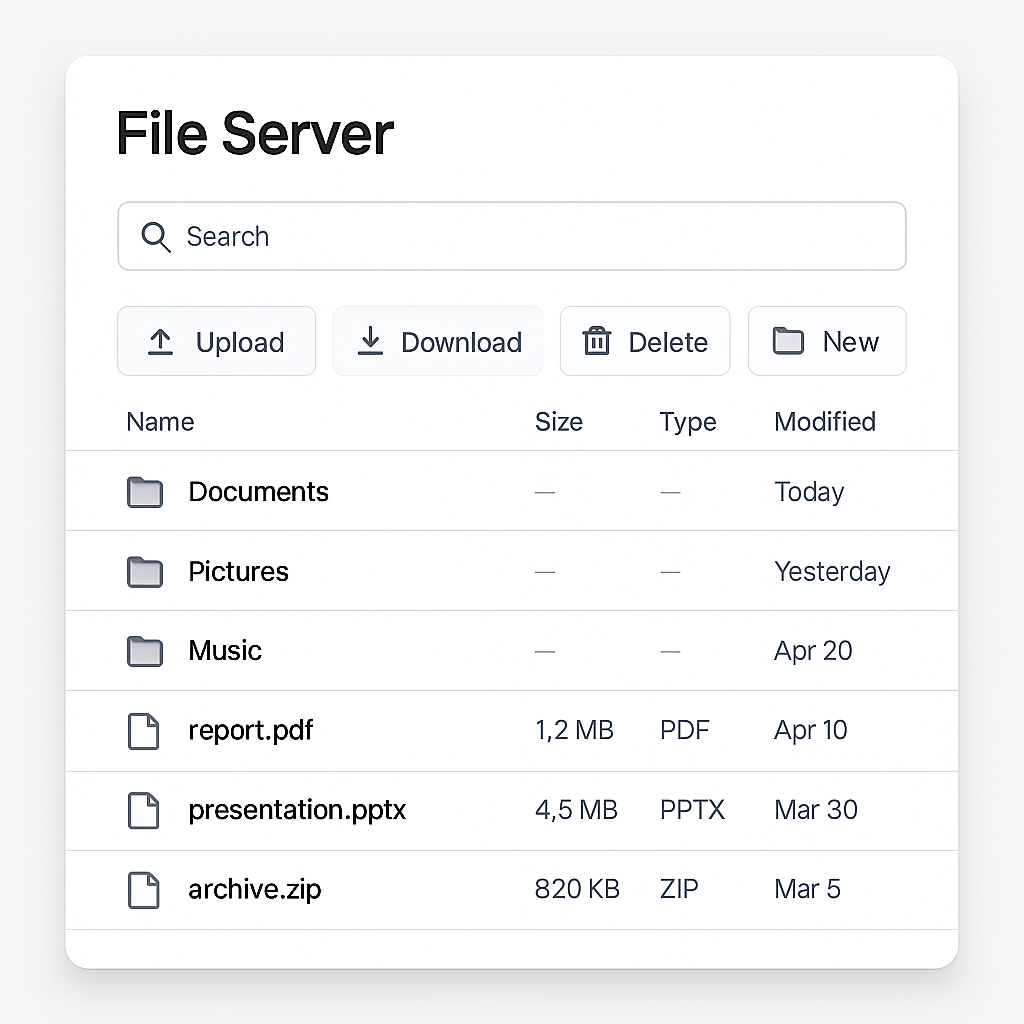 File Server
Search
Upload Download Delete New
Name Size Type Modified
Documents — — Today
Pictures — — Yesterday
Music — — Apr 20
report.pdf 1,2 MB PDF Apr 10
presentation.pptx 4,5 MB PPTX Mar 30
archive.zip 820 KB ZIP Mar 5